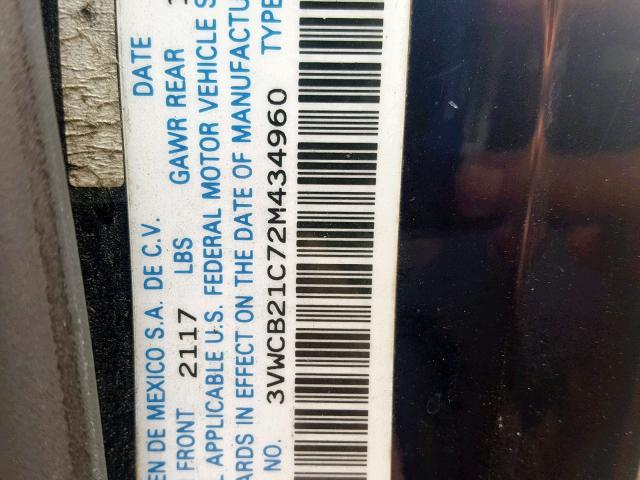 EN DE MEXICO S.A. DE C.V. DATE
FRONT 2117 LBS GAWR REAR
APPLICABLE U.S. FEDERAL MOTOR VEHICLE S
ARDS IN EFFECT ON THE DATE OF MANUFACTU
NO. 3VWCB21C72M434960 TYPE